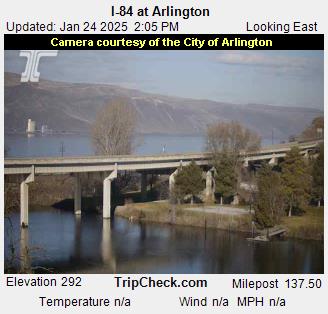 I-84 at Arlington
Updated: Jan 24 2025 2:05 PM Looking East
Camera courtesy of the City of Arlington
Elevation 292 TripCheck.com Milepost 137.50
Temperature n/a Wind n/a MPH n/a